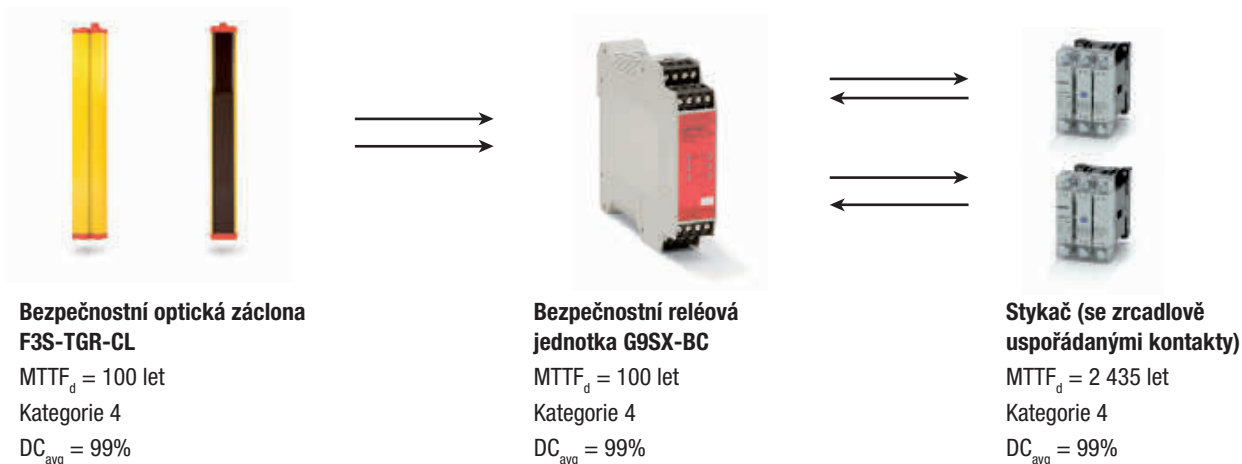 Bezpečnostní optická záclona
F3S-TGR-CL
MTTFd = 100 let
Kategorie 4
DCavg = 99%
Bezpečnostní reléová
jednotka G9SX-BC
MTTFd = 100 let
Kategorie 4
DCavg = 99%
Stykač (se zrcadlově
uspořádanými kontakty)
MTTFd = 2 435 let
Kategorie 4
DCavg = 99%